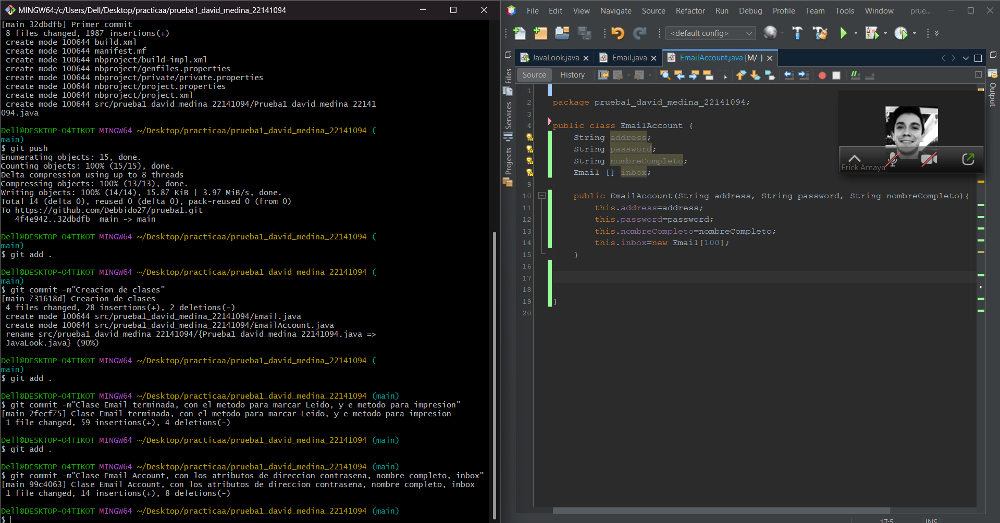 MINGW64:/c/Users/Dell/Desktop/practicaa/prueba1_david_medina_22141094
[main 32dbdfb] Primer commit
 8 files changed, 1987 insertions(+)
 create mode 100644 build.xml
 create mode 100644 manifest.mf
 create mode 100644 nbproject/build-impl.xml
 create mode 100644 nbproject/genfiles.properties
 create mode 100644 nbproject/private/private.properties
 create mode 100644 nbproject/project.properties
 create mode 100644 nbproject/project.xml
 create mode 100644 src/prueba1_david_medina_22141094/Prueba1_david_medina_22141
094.java
Dell@DESKTOP-O4TIKOT MINGW64 ~/Desktop/practicaa/prueba1_david_medina_22141094 (
main)
$ git push
Enumerating objects: 15, done.
Counting objects: 100% (15/15), done.
Delta compression using up to 8 threads
Compressing objects: 100% (13/13), done.
Writing objects: 100% (14/14), 15.87 KiB | 3.97 MiB/s, done.
Total 14 (delta 0), reused 0 (delta 0), pack-reused 0 (from 0)
To https://github.com/Debbido27/prueba1.git
   4f4e942..32dbdfb  main -> main
Dell@DESKTOP-O4TIKOT MINGW64 ~/Desktop/practicaa/prueba1_david_medina_22141094 (
main)
$ git add .
Dell@DESKTOP-O4TIKOT MINGW64 ~/Desktop/practicaa/prueba1_david_medina_22141094 (
main)
$ git commit -m"Creacion de clases"
[main 731618d] Creacion de clases
 4 files changed, 28 insertions(+), 2 deletions(-)
 create mode 100644 src/prueba1_david_medina_22141094/Email.java
 create mode 100644 src/prueba1_david_medina_22141094/EmailAccount.java
 rename src/prueba1_david_medina_22141094/{Prueba1_david_medina_22141094.java =>
 JavaLook.java} (90%)
Dell@DESKTOP-O4TIKOT MINGW64 ~/Desktop/practicaa/prueba1_david_medina_22141094 (
main)
$ git add .
Dell@DESKTOP-O4TIKOT MINGW64 ~/Desktop/practicaa/prueba1_david_medina_22141094 (main)
$ git commit -m"Clase Email terminada, con el metodo para marcar Leido, y e metodo para impresion"
[main 2fecf75] Clase Email terminada, con el metodo para marcar Leido, y e metodo para impresion
 1 file changed, 59 insertions(+), 4 deletions(-)
Dell@DESKTOP-O4TIKOT MINGW64 ~/Desktop/practicaa/prueba1_david_medina_22141094 (main)
$ git add .
Dell@DESKTOP-O4TIKOT MINGW64 ~/Desktop/practicaa/prueba1_david_medina_22141094 (main)
$ git commit -m"Clase Email Account, con los atributos de direccion contrasena, nombre completo, inbox"
[main 99c4063] Clase Email Account, con los atributos de direccion contrasena, nombre completo, inbox
 1 file changed, 14 insertions(+), 8 deletions(-)
Dell@DESKTOP-O4TIKOT MINGW64 ~/Desktop/practicaa/prueba1_david_medina_22141094 (main)
$
File Edit View Navigate Source Refactor Run Debug Profile Team Tools Window prue...
<default config>
JavaLook.java Email.java EmailAccount.java [M/-]
Source History
Files
Services
Projects
Output
1
2 package prueba1_david_medina_22141094;
3
4 public class EmailAccount {
String address;
String password;
String nombreCompleto;
Email [] inbox;
9
10 public EmailAccount(String address, String password, String nombreCompleto){
11 this.address=address;
12 this.password=password;
13 this.nombreCompleto=nombreCompleto;
14 this.inbox=new Email[100];
15 }
16
17
18
19 }
20
Erick Amaya
17:5 INS